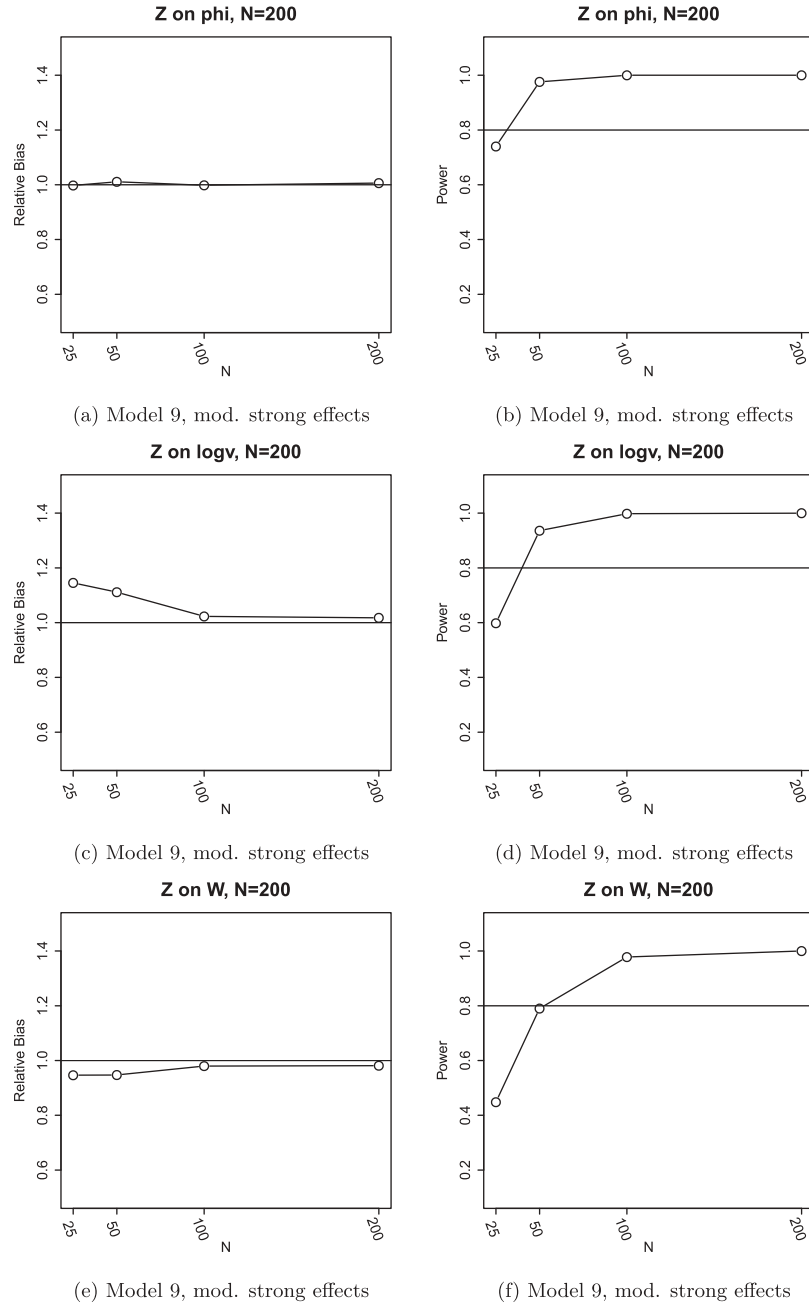 Z on phi, N=200
Relative Bias
1.4
1.2
1.0
0.8
0.6
25
50
100
200
N
(a) Model 9, mod. strong effects
Z on phi, N=200
Power
1.0
0.8
0.6
0.4
0.2
25
50
100
200
N
(b) Model 9, mod. strong effects
Z on logv, N=200
Relative Bias
1.4
1.2
1.0
0.8
0.6
25
50
100
200
N
(c) Model 9, mod. strong effects
Z on logv, N=200
Power
1.0
0.8
0.6
0.4
0.2
25
50
100
200
N
(d) Model 9, mod. strong effects
Z on W, N=200
Relative Bias
1.4
1.2
1.0
0.8
0.6
25
50
100
200
N
(e) Model 9, mod. strong effects
Z on W, N=200
Power
1.0
0.8
0.6
0.4
0.2
25
50
100
200
N
(f) Model 9, mod. strong effects